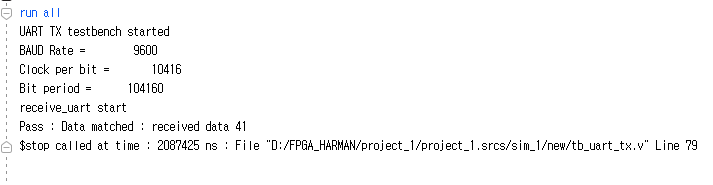 run all
UART TX testbench started
BAUD Rate =        9600
Clock per bit =       10416
Bit period =      104160
receive_uart start
Pass : Data matched : received data 41
$stop called at time : 2087425 ns : File "D:/FPGA_HARMAN/project_1/project_1.srcs/sim_1/new/tb_uart_tx.v" Line 79